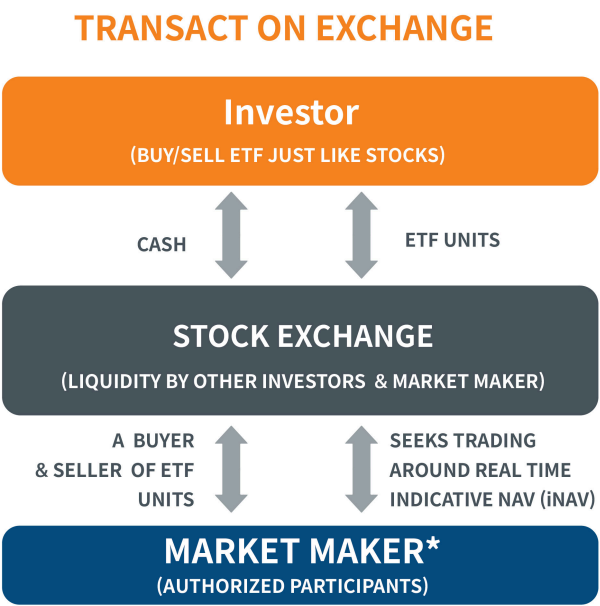 TRANSACT ON EXCHANGE
Investor
(BUY/SELL ETF JUST LIKE STOCKS)
CASH
ETF UNITS
STOCK EXCHANGE
(LIQUIDITY BY OTHER INVESTORS & MARKET MAKER)
A BUYER
& SELLER OF ETF
UNITS
SEEKS TRADING
AROUND REAL TIME
INDICATIVE NAV (iNAV)
MARKET MAKER*
(AUTHORIZED PARTICIPANTS)